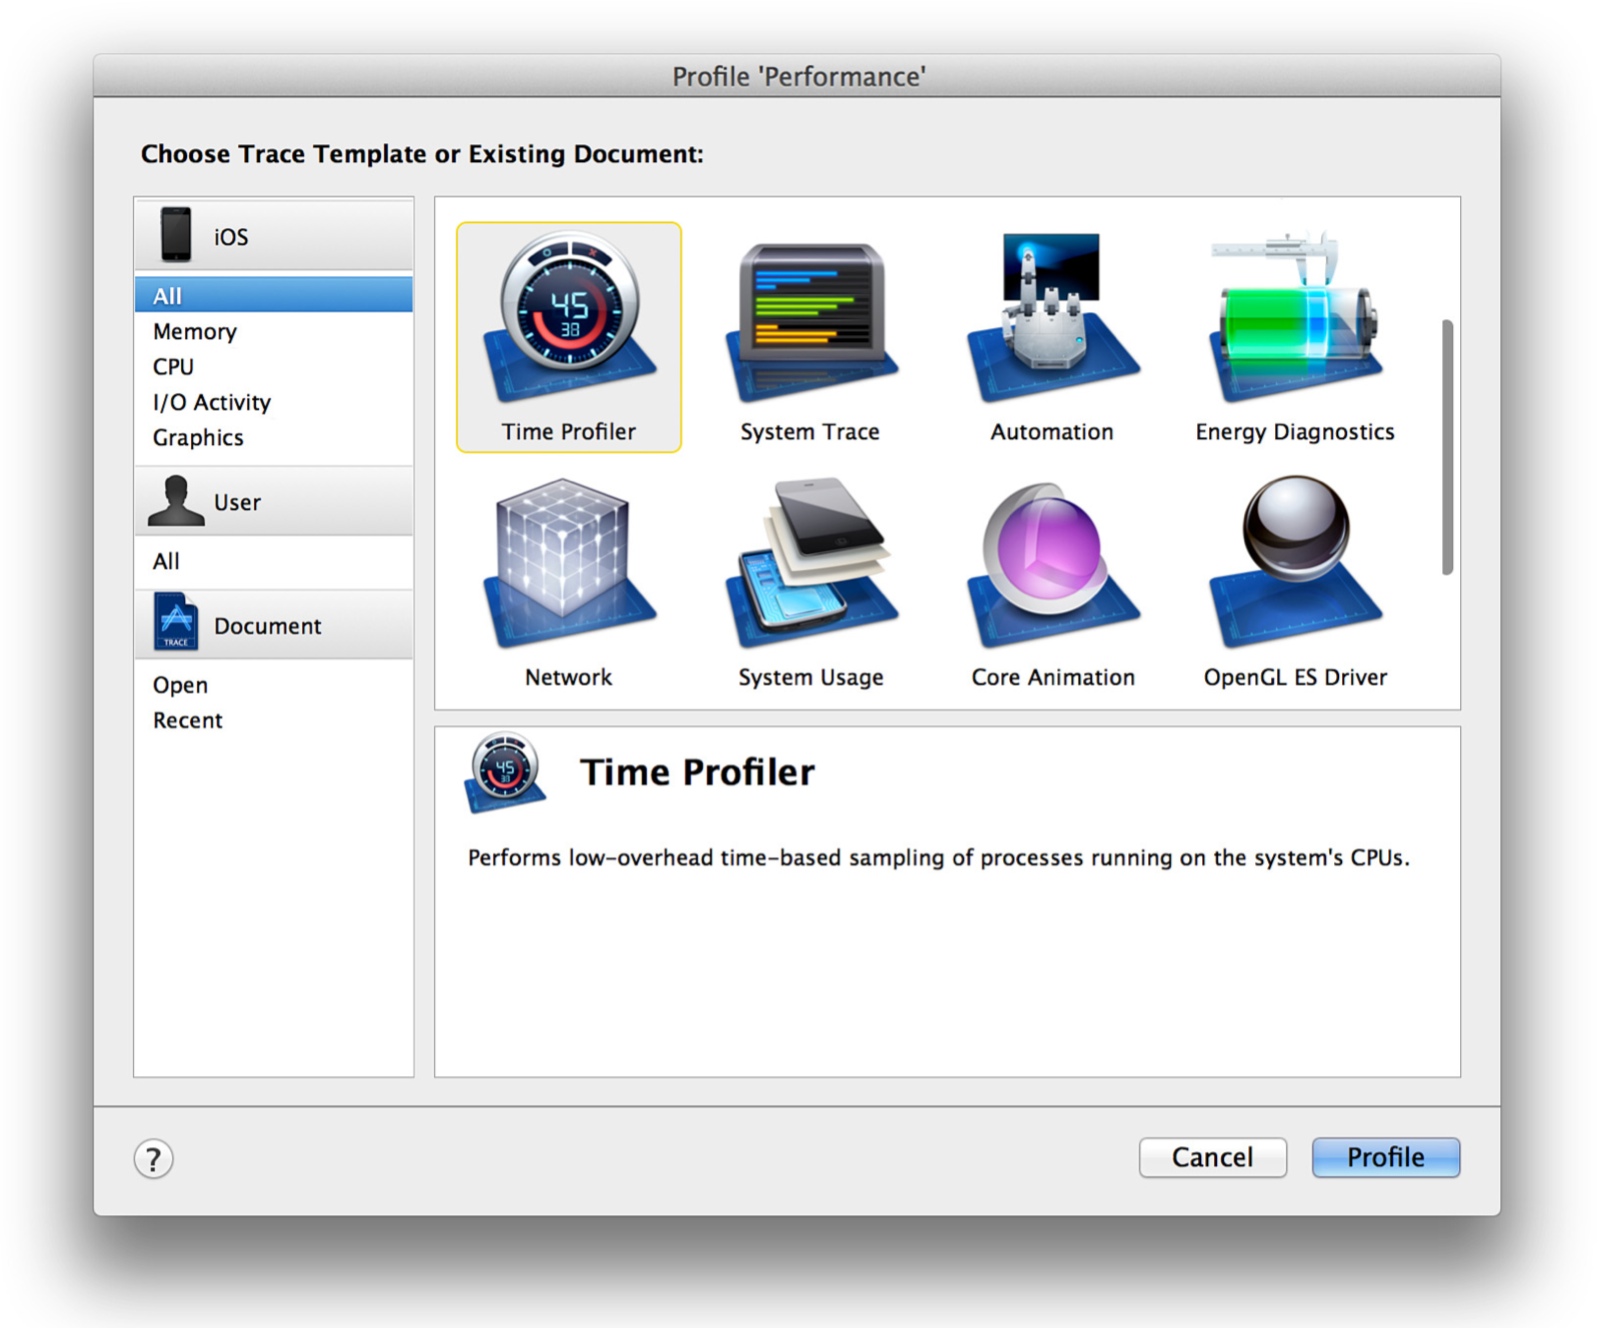 Profile 'Performance'
Choose Trace Template or Existing Document:
iOS
All
Memory
CPU
I/O Activity
Graphics
User
All
TRACE
Document
Open
Recent
45
38
Time Profiler
System Trace
Automation
Energy Diagnostics
Network
System Usage
Core Animation
OpenGL ES Driver
45
38
Time Profiler
Performs low-overhead time-based sampling of processes running on the system's CPUs.
?
Cancel
Profile